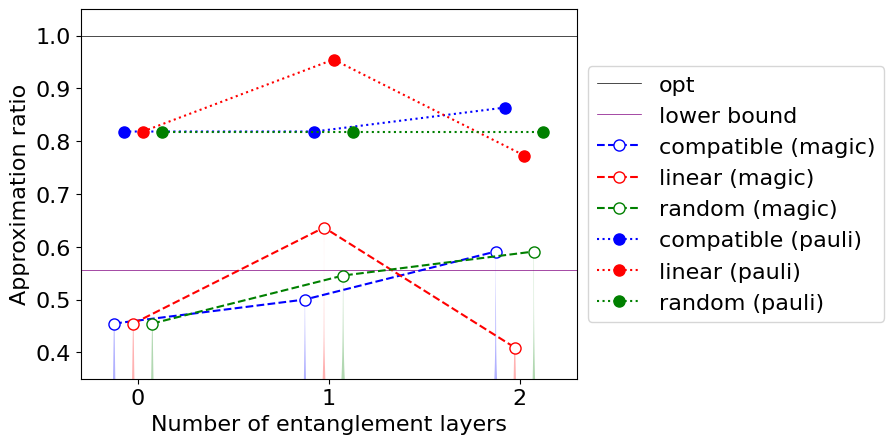 1.0
0.9
0.8
0.7
0.6
0.5
0.4
Approximation ratio
0 1 2
Number of entanglement layers
opt
lower bound
compatible (magic)
linear (magic)
random (magic)
compatible (pauli)
linear (pauli)
random (pauli)